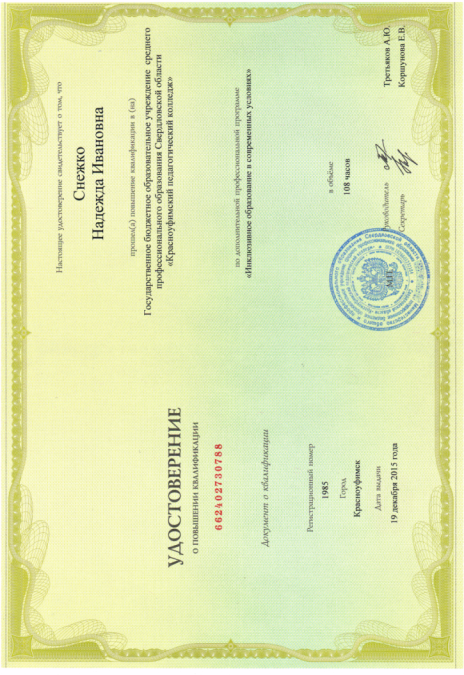 УДОСТОВЕРЕНИЕ
О ПОВЫШЕНИИ КВАЛИФИКАЦИИ
662402730788
Документ о квалификации
Регистрационный номер
1985
Город
Красноуфимск
Дата выдачи
19 декабря 2015 года
Настоящее удостоверение свидетельствует о том, что
Снежко
Надежда Ивановна
прошел(а) повышение квалификации в (на)
Государственное бюджетное образовательное учреждение среднего
профессионального образования Свердловской области
«Красноуфимский педагогический колледж»
по дополнительной профессиональной программе
«Инклюзивное образование в современных условиях»
в объёме
108 часов
Руководитель
Третьяков А.Ю.
Секретарь
Коршунова Е.В.
М.П.